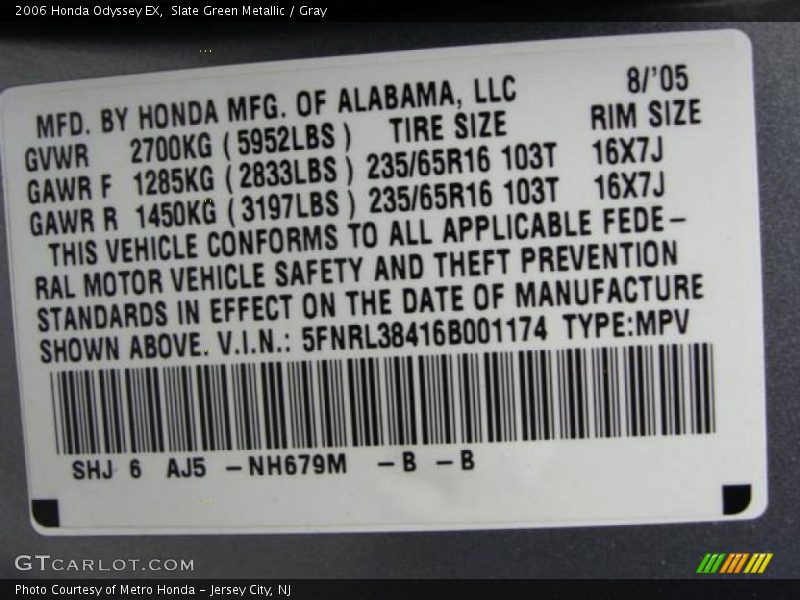 2006 Honda Odyssey EX,  Slate Green Metallic / Gray
MFD. BY HONDA MFG. OF ALABAMA, LLC 8/'05
GVWR 2700KG (5952LBS) TIRE SIZE RIM SIZE
GAWR F 1285KG (2833LBS) 235/65R16 103T 16X7J
GAWR R 1450KG (3197LBS) 235/65R16 103T 16X7J
THIS VEHICLE CONFORMS TO ALL APPLICABLE FEDE-
RAL MOTOR VEHICLE SAFETY AND THEFT PREVENTION
STANDARDS IN EFFECT ON THE DATE OF MANUFACTURE
SHOWN ABOVE. V.I.N.: 5FNRL38416B001174 TYPE:MPV
SHJ 6 AJ5 -NH679M -B -B
GTCARLOT.COM
Photo Courtesy of Metro Honda - Jersey City, NJ